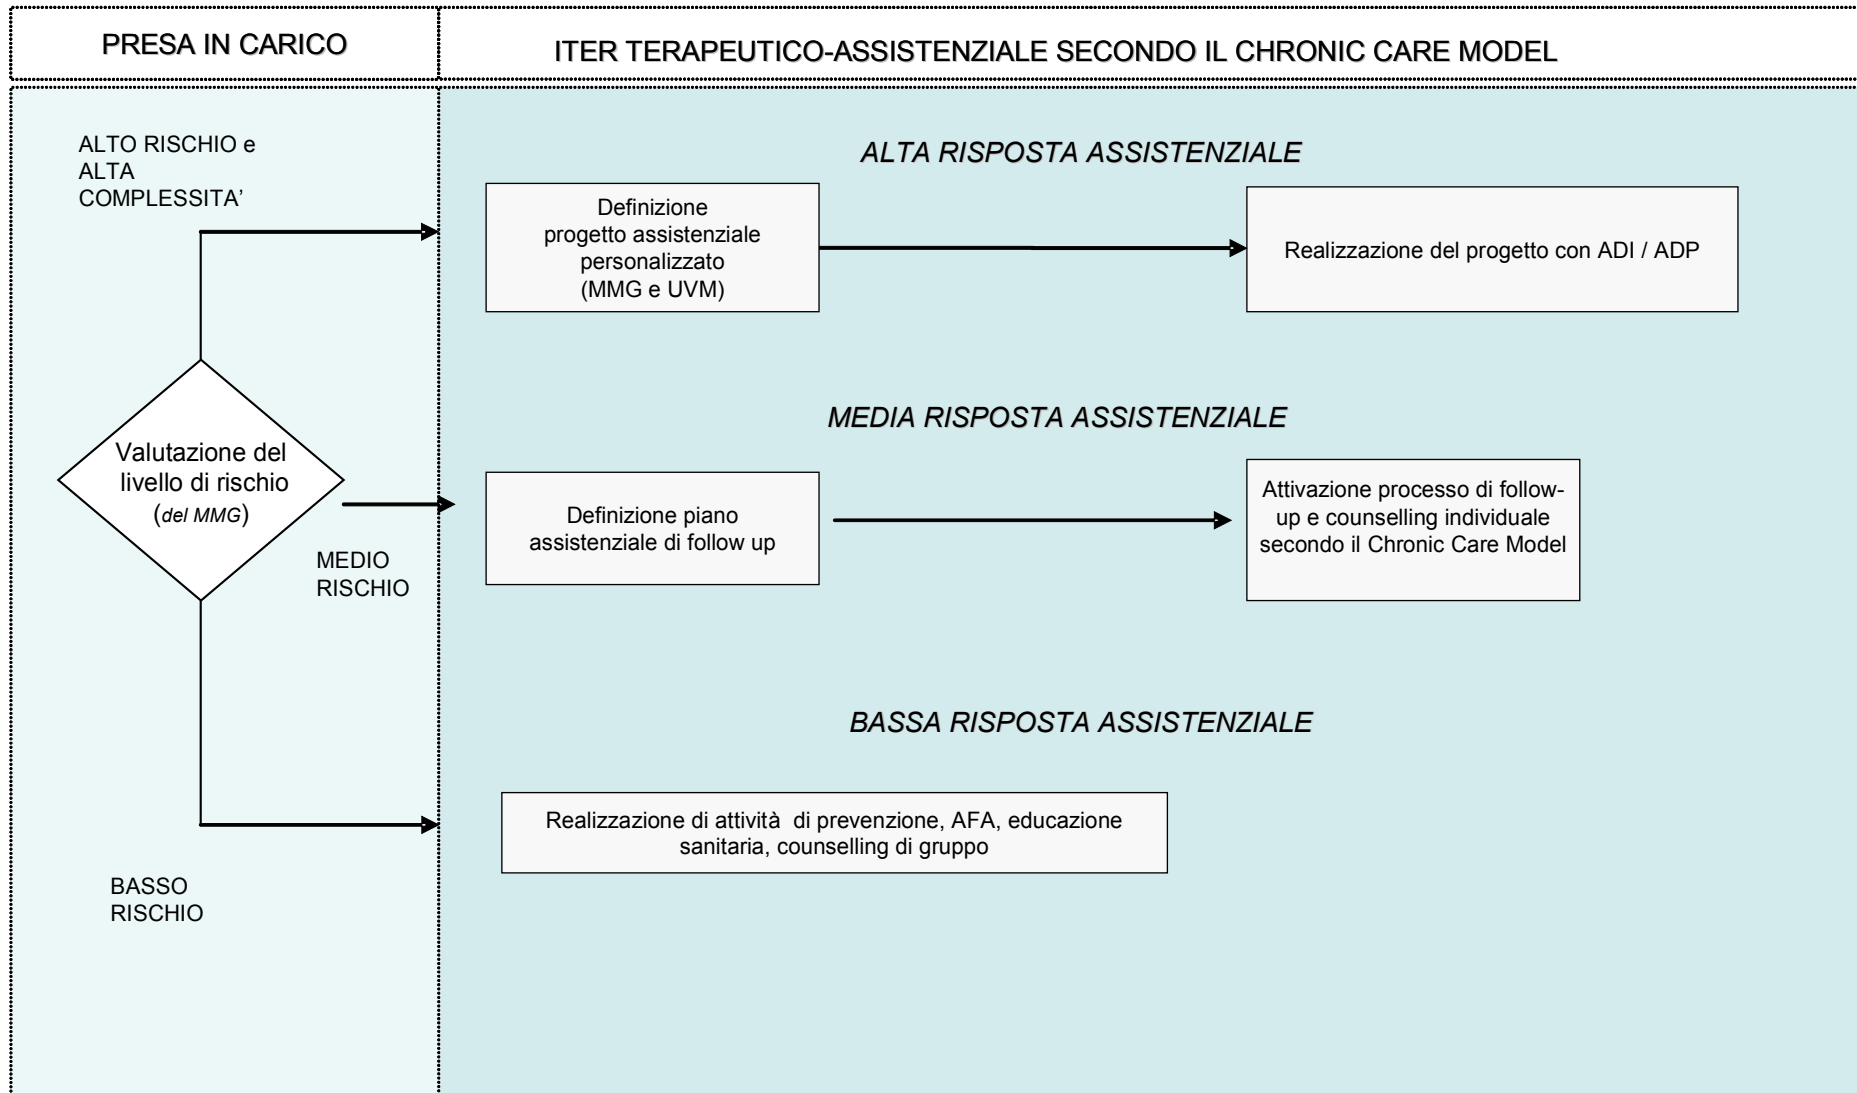 PRESA IN CARICO
ITER TERAPEUTICO-ASSISTENZIALE SECONDO IL CHRONIC CARE MODEL
ALTO RISCHIO e
ALTA
COMPLESSITA’
ALTA RISPOSTA ASSISTENZIALE
Definizione
progetto assistenziale
personalizzato
(MMG e UVM)
Realizzazione del progetto con ADI / ADP
Valutazione del
livello di rischio
(del MMG)
MEDIO
RISCHIO
MEDIA RISPOSTA ASSISTENZIALE
Definizione piano
assistenziale di follow up
Attivazione processo di follow-
up e counselling individuale
secondo il Chronic Care Model
BASSA RISPOSTA ASSISTENZIALE
Realizzazione di attività di prevenzione, AFA, educazione
sanitaria, counselling di gruppo
BASSO
RISCHIO